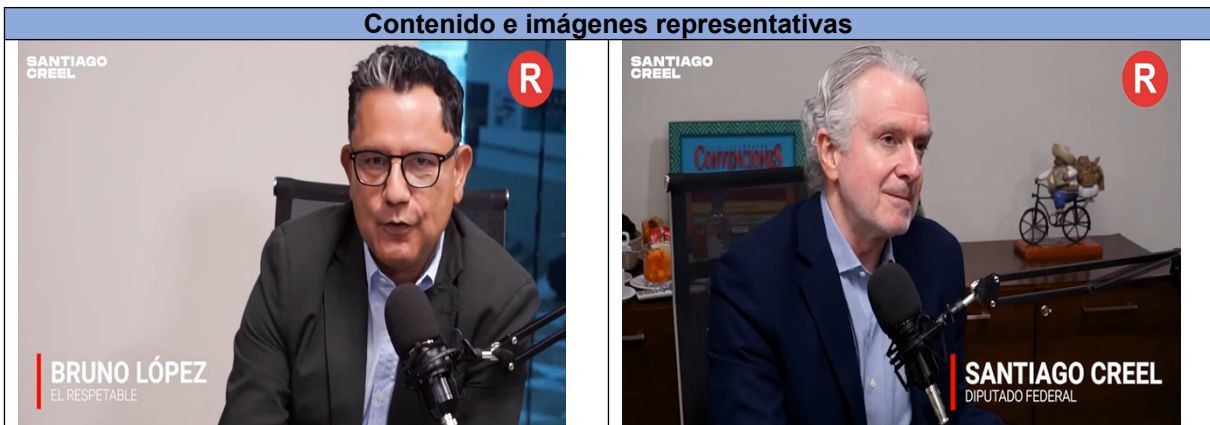 Contenido e imágenes representativas
SANTIAGO
CREEL
R
BRUNO LÓPEZ
EL RESPETABLE
SANTIAGO
CREEL
R
CONVENCIONES
SANTIAGO CREEL
DIPUTADO FEDERAL